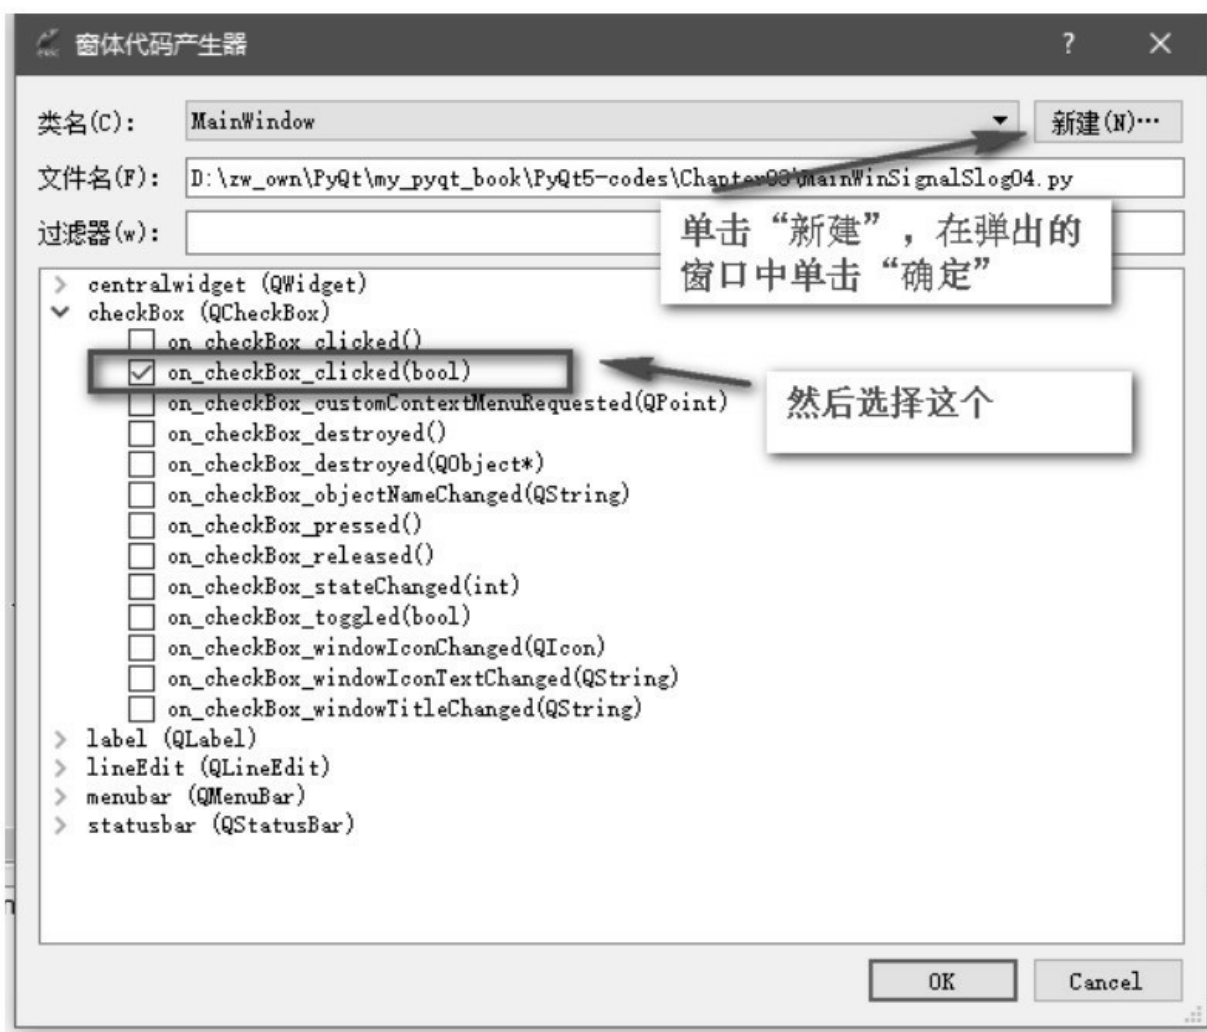 窗体代码产生器
类名(C): MainWindow 新建(N)…
文件名(F): D:\zw_own\PyQt\my_pyqt_book\PyQt5-codes\Chapter03\MainWinSignalSlog04.py
过滤器(w):
单击“新建”，在弹出的
窗口中单击“确定”
centralwidget (QWidget)
checkBox (QCheckBox)
on_checkBox_clicked()
on_checkBox_clicked(bool)
然后选择这个
on_checkBox_customContextMenuRequested(QPoint)
on_checkBox_destroyed()
on_checkBox_destroyed(QObject*)
on_checkBox_objectNameChanged(QString)
on_checkBox_pressed()
on_checkBox_released()
on_checkBox_stateChanged(int)
on_checkBox_toggled(bool)
on_checkBox_windowIconChanged(QIcon)
on_checkBox_windowIconTextChanged(QString)
on_checkBox_windowTitleChanged(QString)
label (QLabel)
lineEdit (QLineEdit)
menubar (QMenuBar)
statusbar (QStatusBar)
OK Cancel